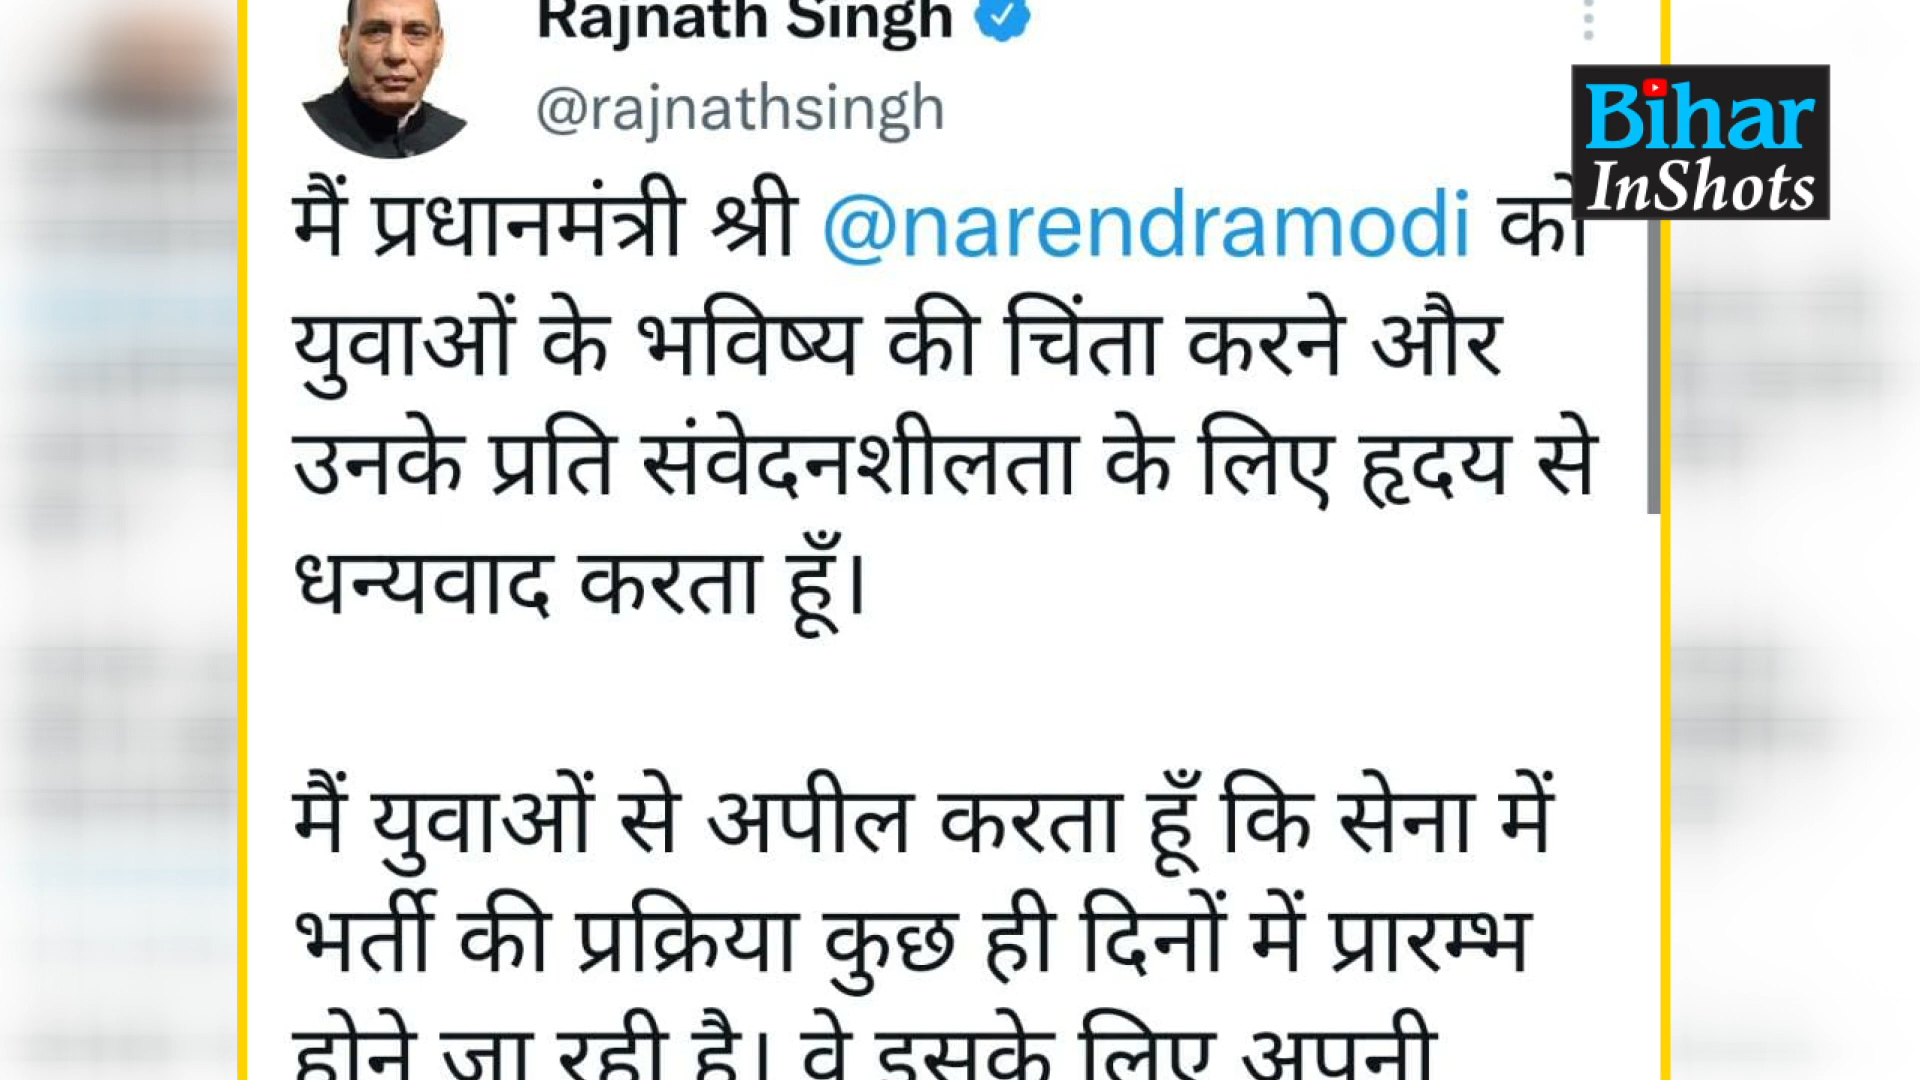 Rajnath Singh
@rajnathsingh
Bihar
InShots
मैं प्रधानमंत्री श्री @narendramodi को
युवाओं के भविष्य की चिंता करने और
उनके प्रति संवेदनशीलता के लिए हृदय से
धन्यवाद करता हूँ।
मैं युवाओं से अपील करता हूँ कि सेना में
भर्ती की प्रक्रिया कुछ ही दिनों में प्रारम्भ
होने जा रही है। वे इसके लिए अपनी